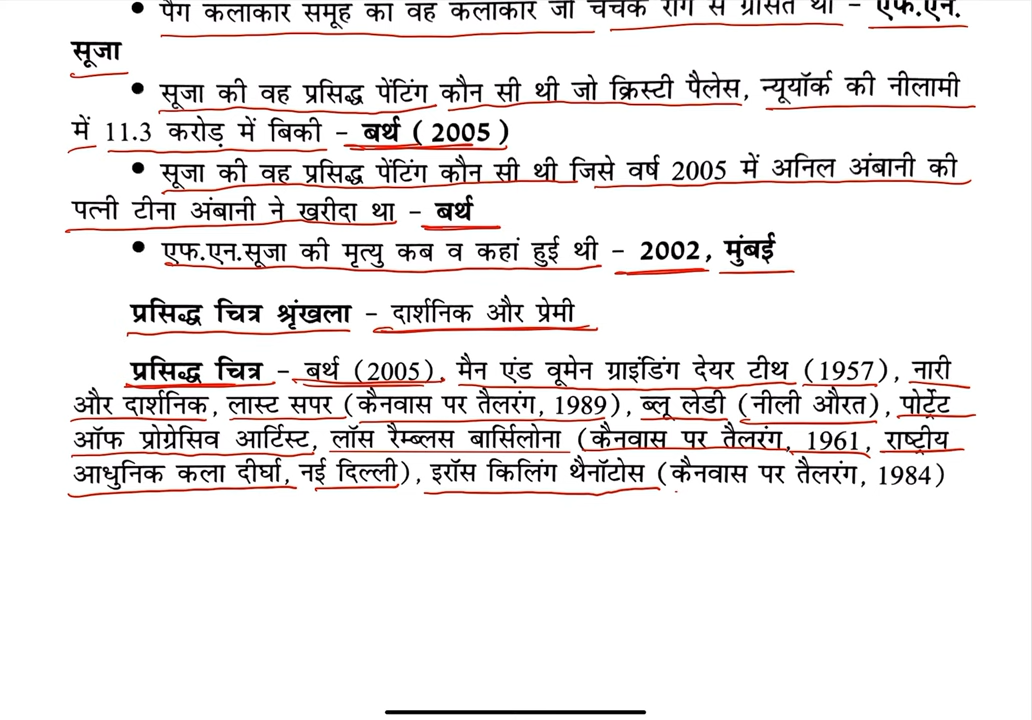 • पैग कलाकार समूह का वह कलाकार जो चेचक रोग से ग्रसित था – एफ.एन.
सूजा
• सूजा की वह प्रसिद्ध पेंटिंग कौन सी थी जो क्रिस्टी पैलेस, न्यूयॉर्क की नीलामी
में 11.3 करोड़ में बिकी – बर्थ (2005)
• सूजा की वह प्रसिद्ध पेंटिंग कौन सी थी जिसे वर्ष 2005 में अनिल अंबानी की
पत्नी टीना अंबानी ने खरीदा था – बर्थ
• एफ.एन.सूजा की मृत्यु कब व कहां हुई थी – 2002, मुंबई
प्रसिद्ध चित्र श्रृंखला – दार्शनिक और प्रेमी
प्रसिद्ध चित्र – बर्थ (2005), मैन एंड वूमेन ग्राइंडिंग देयर टीथ (1957), नारी
और दार्शनिक, लास्ट सपर (कैनवास पर तैलरंग, 1989), ब्लू लेडी (नीली औरत), पोर्ट्रेट
ऑफ प्रोग्रेसिव आर्टिस्ट, लॉस रैम्ब्लस बार्सिलोना (कैनवास पर तैलरंग, 1961, राष्ट्रीय
आधुनिक कला दीर्घा, नई दिल्ली), इरॉस किलिंग थैनॉटोस (कैनवास पर तैलरंग, 1984)